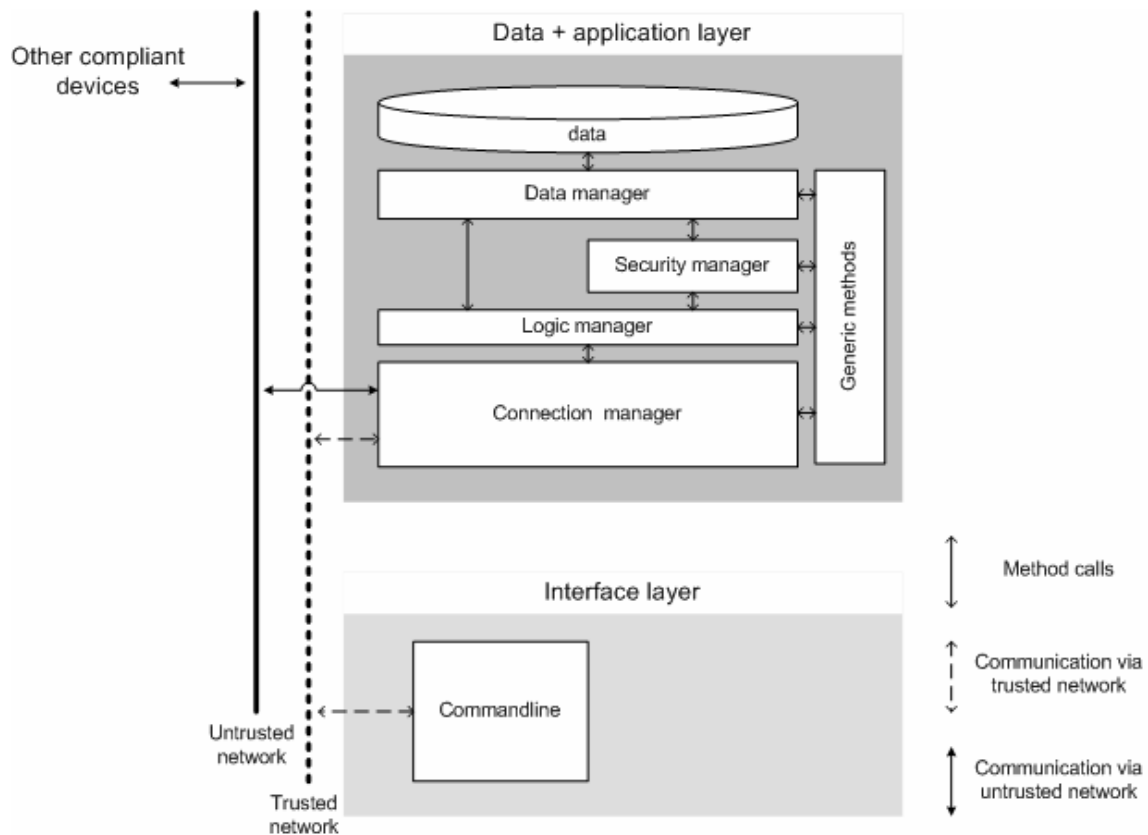 Data + application layer
Other compliant
devices
data
Data manager
Security manager
Logic manager
Generic methods
Connection manager
Method calls
Interface layer
Communication via
trusted network
Commandline
Untrusted
network
Communication via
untrusted network
Trusted
network